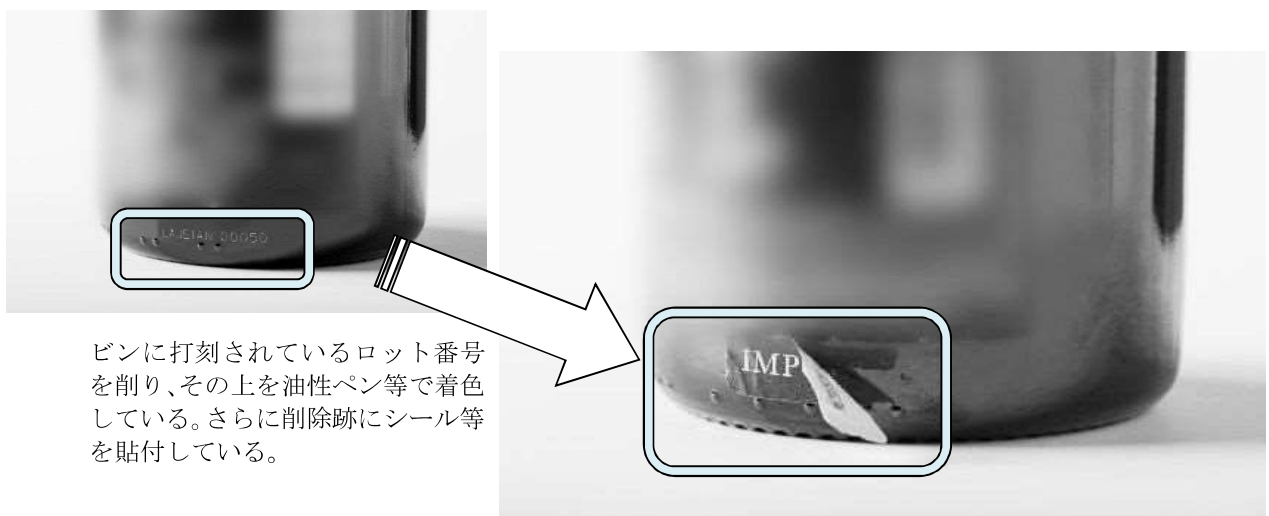 ビンに打刻されているロット番号
を削り、その上を油性ペン等で着色
している。さらに削除跡にシール等
を貼付している。
IMP